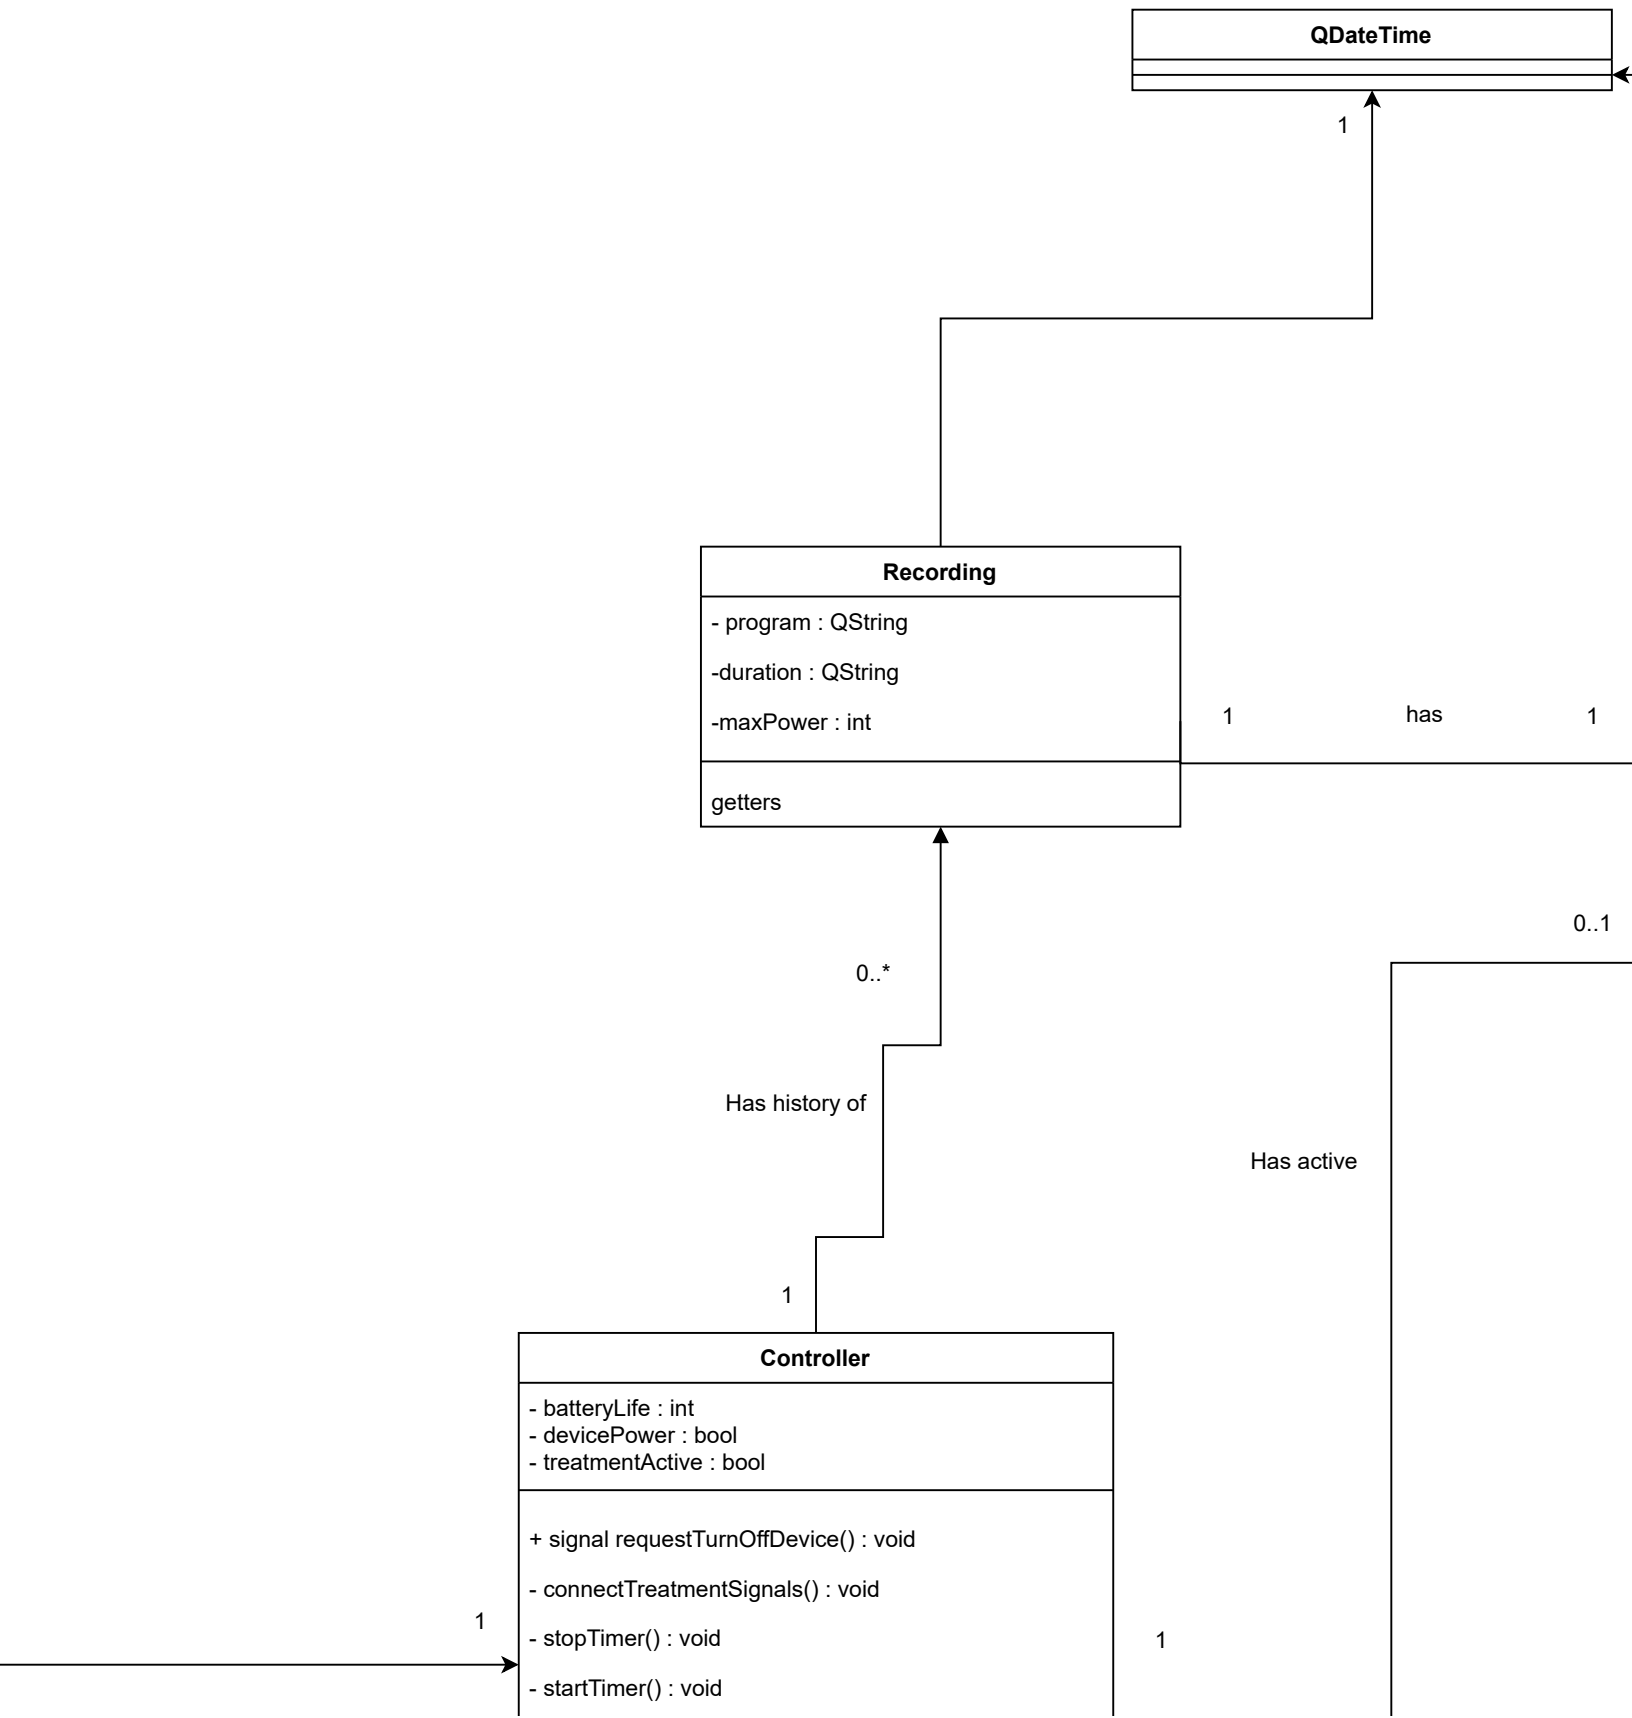 QDateTime
1
Recording
- program : QString
-duration : QString
-maxPower : int
getters
1
has
1
0..1
0..*
Has history of
Has active
1
Controller
- batteryLife : int
- devicePower : bool
- treatmentActive : bool
+ signal requestTurnOffDevice() : void
- connectTreatmentSignals() : void
- stopTimer() : void
- startTimer() : void
1
1